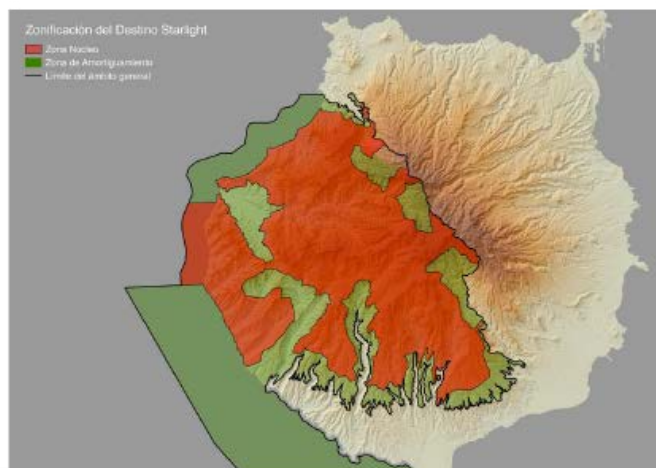 Zonificación del Destino Starlight
Zona Núcleo
Zona de Amortiguamiento
Límite del ámbito general